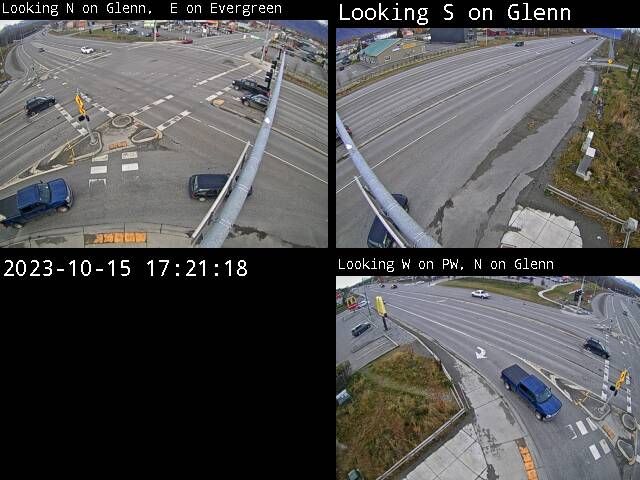 Looking N on Glenn,  E on Evergreen
Looking S on Glenn
2023-10-15 17:21:18
Looking W on PW, N on Glenn